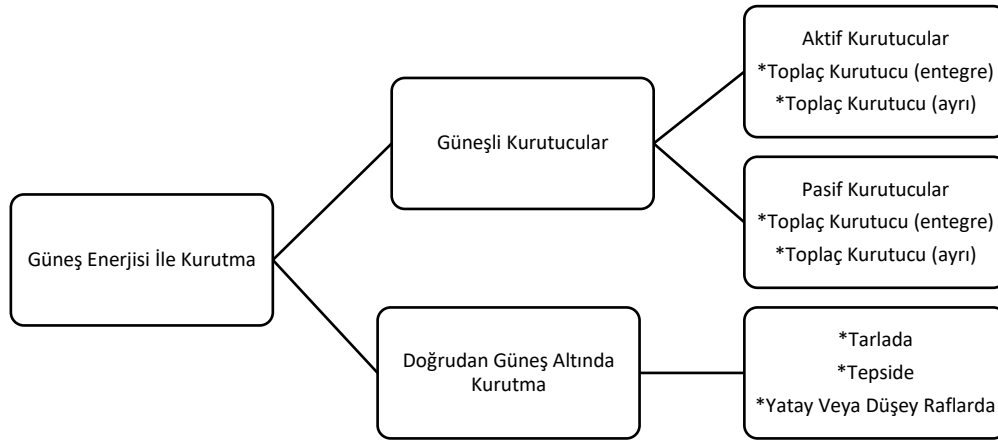 Güneş Enerjisi İle Kurutma
Güneşli Kurutucular
Aktif Kurutucular
*Toplaç Kurutucu (entegre)
*Toplaç Kurutucu (ayrı)
Pasif Kurutucular
*Toplaç Kurutucu (entegre)
*Toplaç Kurutucu (ayrı)
Doğrudan Güneş Altında
Kurutma
*Tarlada
*Tepside
*Yatay Veya Düşey Raflarda